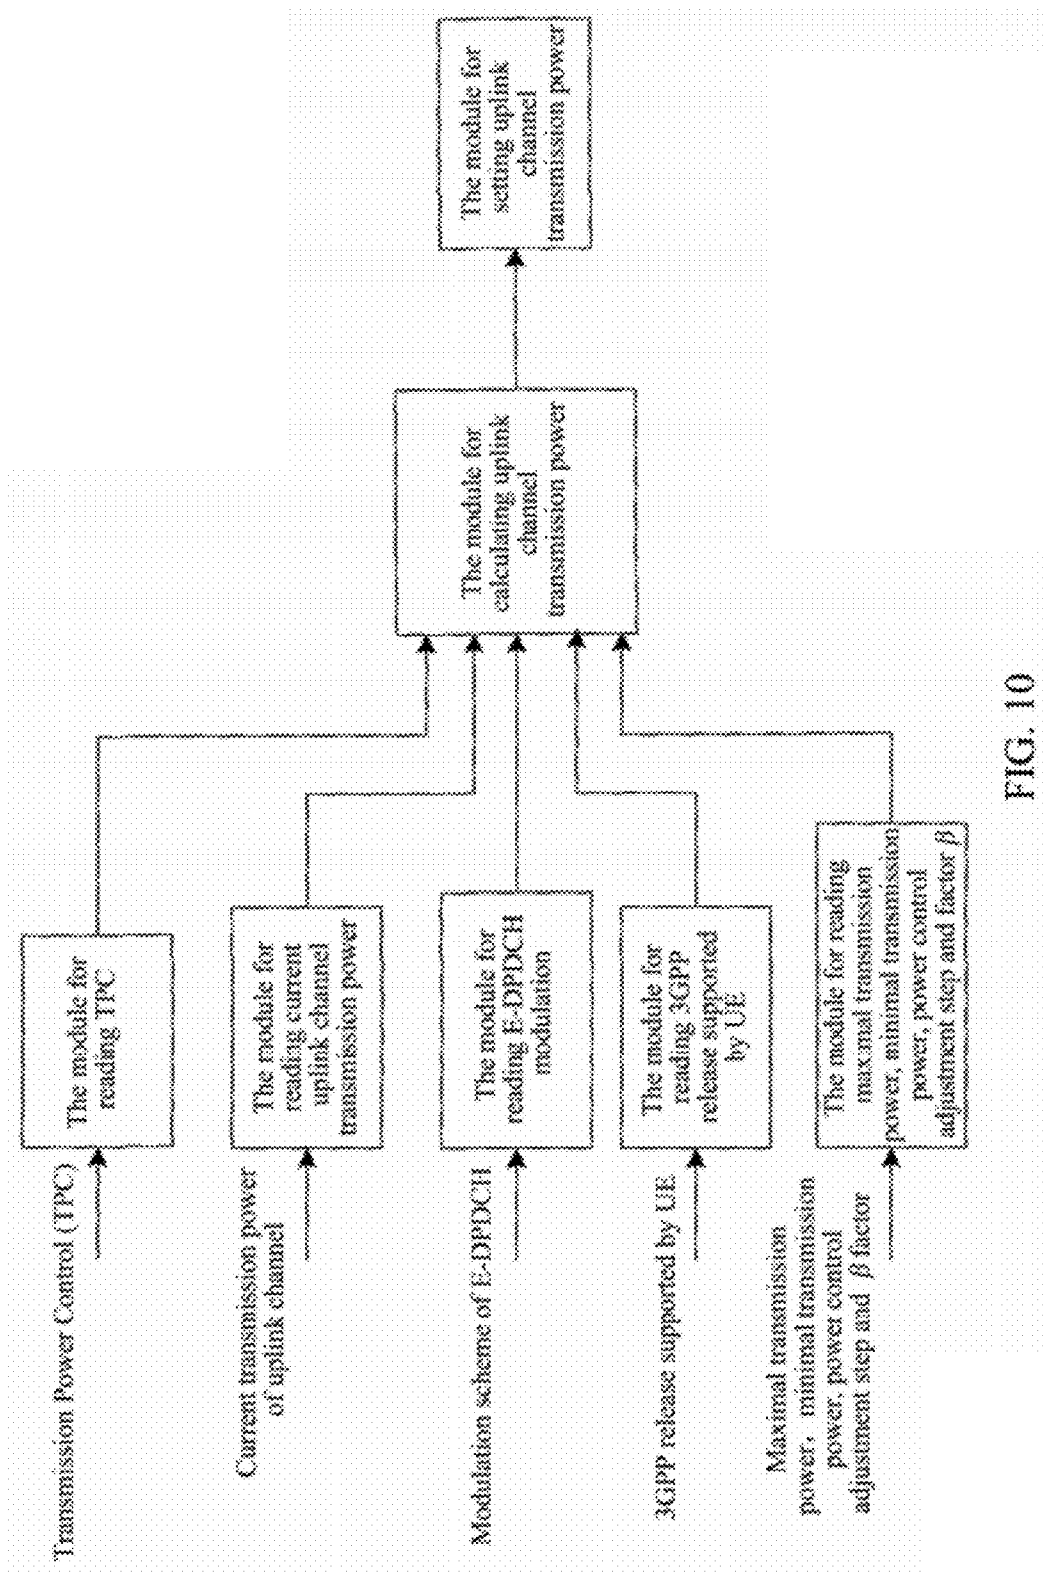 Transmission Power Control (TPC)
The module for
reading TPC
Current transmission power
of uplink channel
The module for
reading current
uplink channel
transmission power
Modulation scheme of E-DPDCH
The module for
reading E-DPDCH
modulation
3GPP release supported by UE
The module for
reading 3GPP
release supported
by UE
Maximal transmission
power, minimal transmission
power, power control
adjustment step and β factor
The module for reading
maximal transmission
power, minimal transmission
power, power control
adjustment step and factor β
The module for
calculating uplink
channel
transmission power
The module for
setting uplink
channel
transmission power
FIG. 10